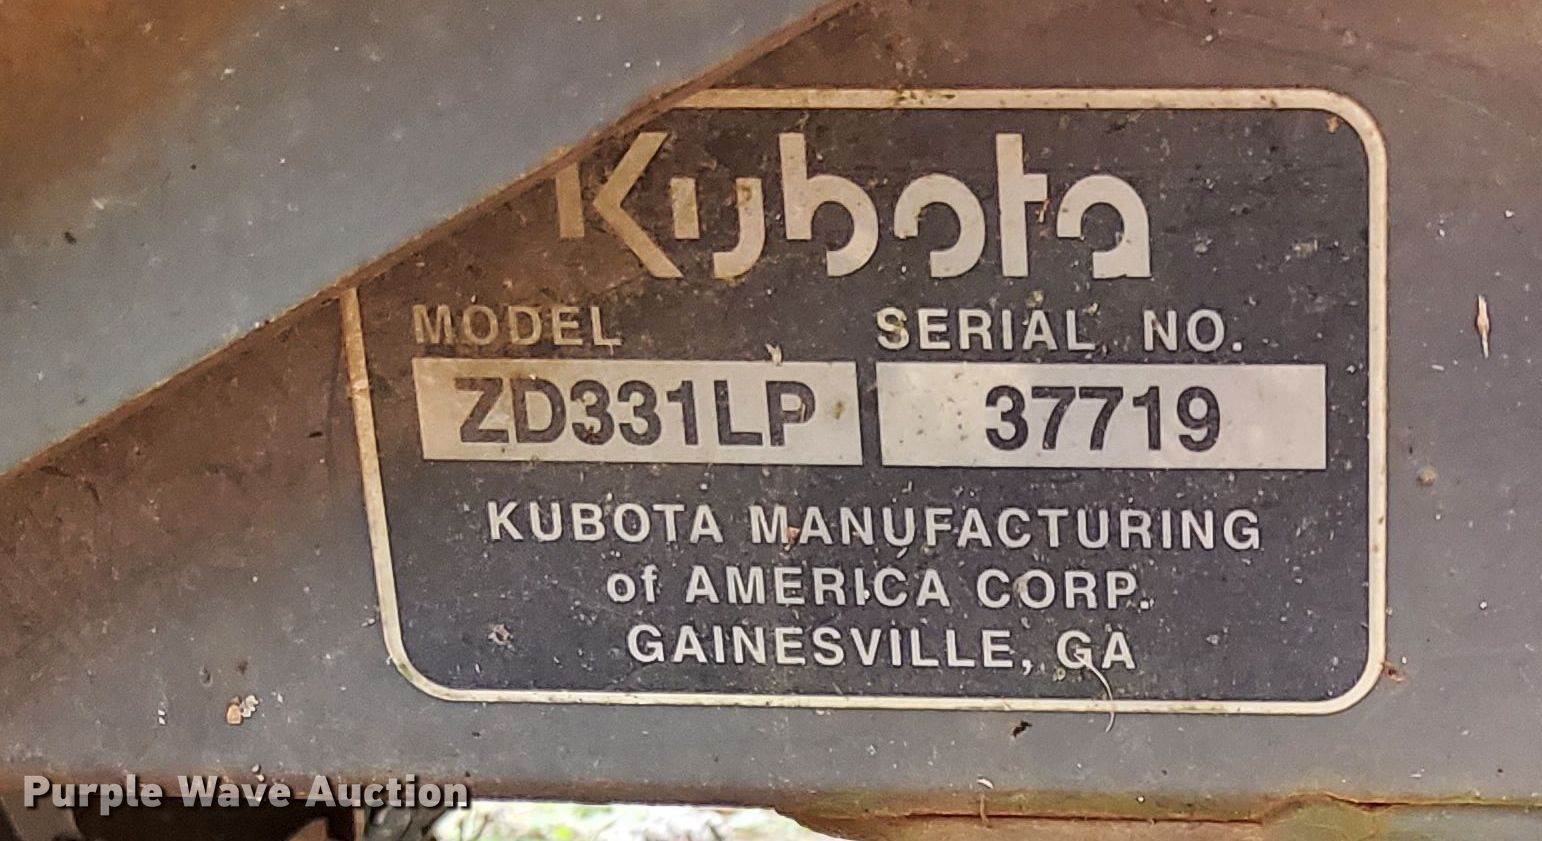 Kubota
MODEL SERIAL NO.
ZD331LP 37719
KUBOTA MANUFACTURING
of AMERICA CORP.
GAINESVILLE, GA
Purple Wave Auction